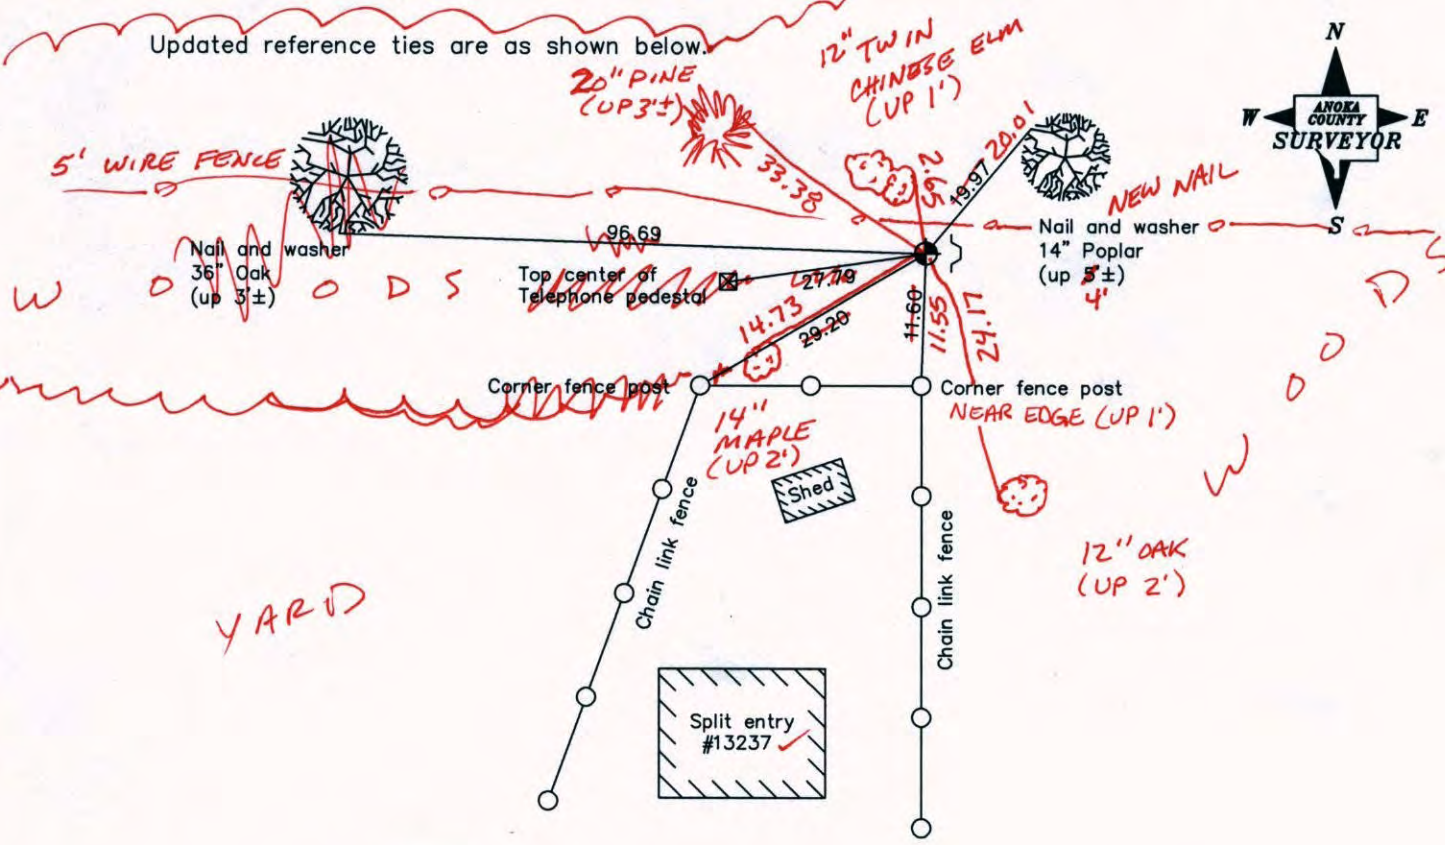 Updated reference ties are as shown below.
12" TWIN
CHINESE ELM
(UP 1')
20" PINE
(UP 3'±)
N
W
E
ANOKA
COUNTY
SURVEYOR
S
5' WIRE FENCE
33.38
2.65
19.97 20.01
NEW NAIL
Nail and washer
36" Oak
(up 3'±)
96.69
Nail and washer
14" Poplar
(up 5'±)
4'
Top center of
Telephone pedestal
27.79
WOODS
WOODS
14.73
29.20
11.60
11.55
24.17
Corner fence post
Corner fence post
NEAR EDGE (UP 1')
14"
MAPLE
(UP 2')
Shed
Chain link fence
Chain link fence
12" OAK
(UP 2')
YARD
Split entry
#13237